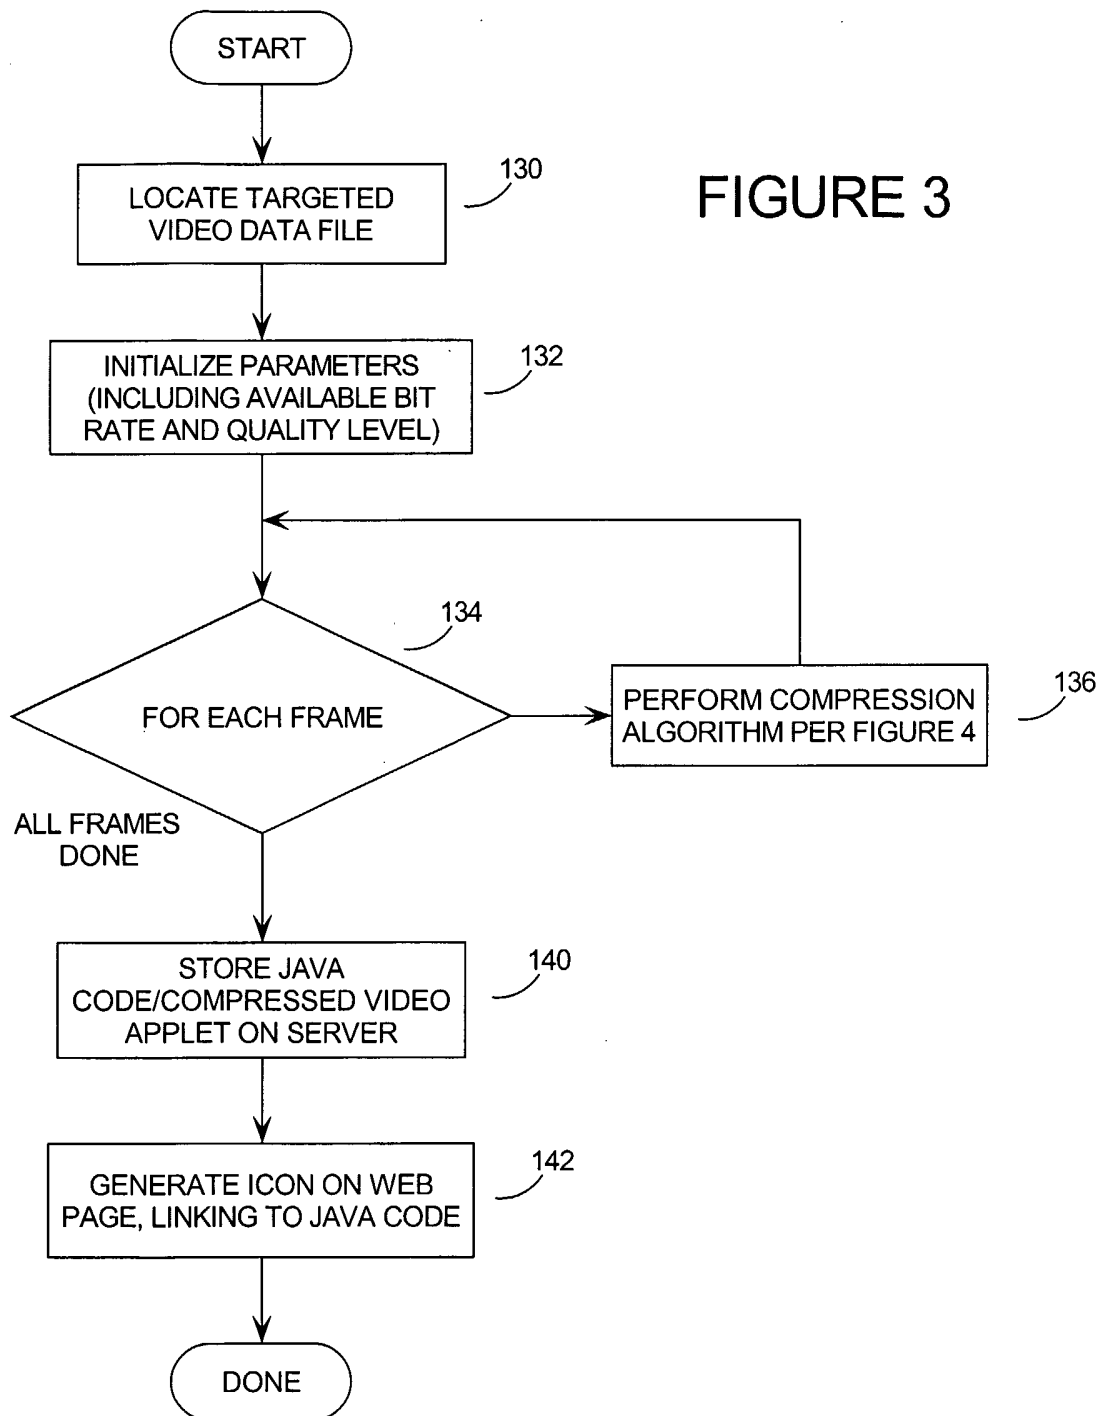 START
130
LOCATE TARGETED
VIDEO DATA FILE
FIGURE 3
132
INITIALIZE PARAMETERS
(INCLUDING AVAILABLE BIT
RATE AND QUALITY LEVEL)
134
FOR EACH FRAME
136
PERFORM COMPRESSION
ALGORITHM PER FIGURE 4
ALL FRAMES
DONE
140
STORE JAVA
CODE/COMPRESSED VIDEO
APPLET ON SERVER
142
GENERATE ICON ON WEB
PAGE, LINKING TO JAVA CODE
DONE